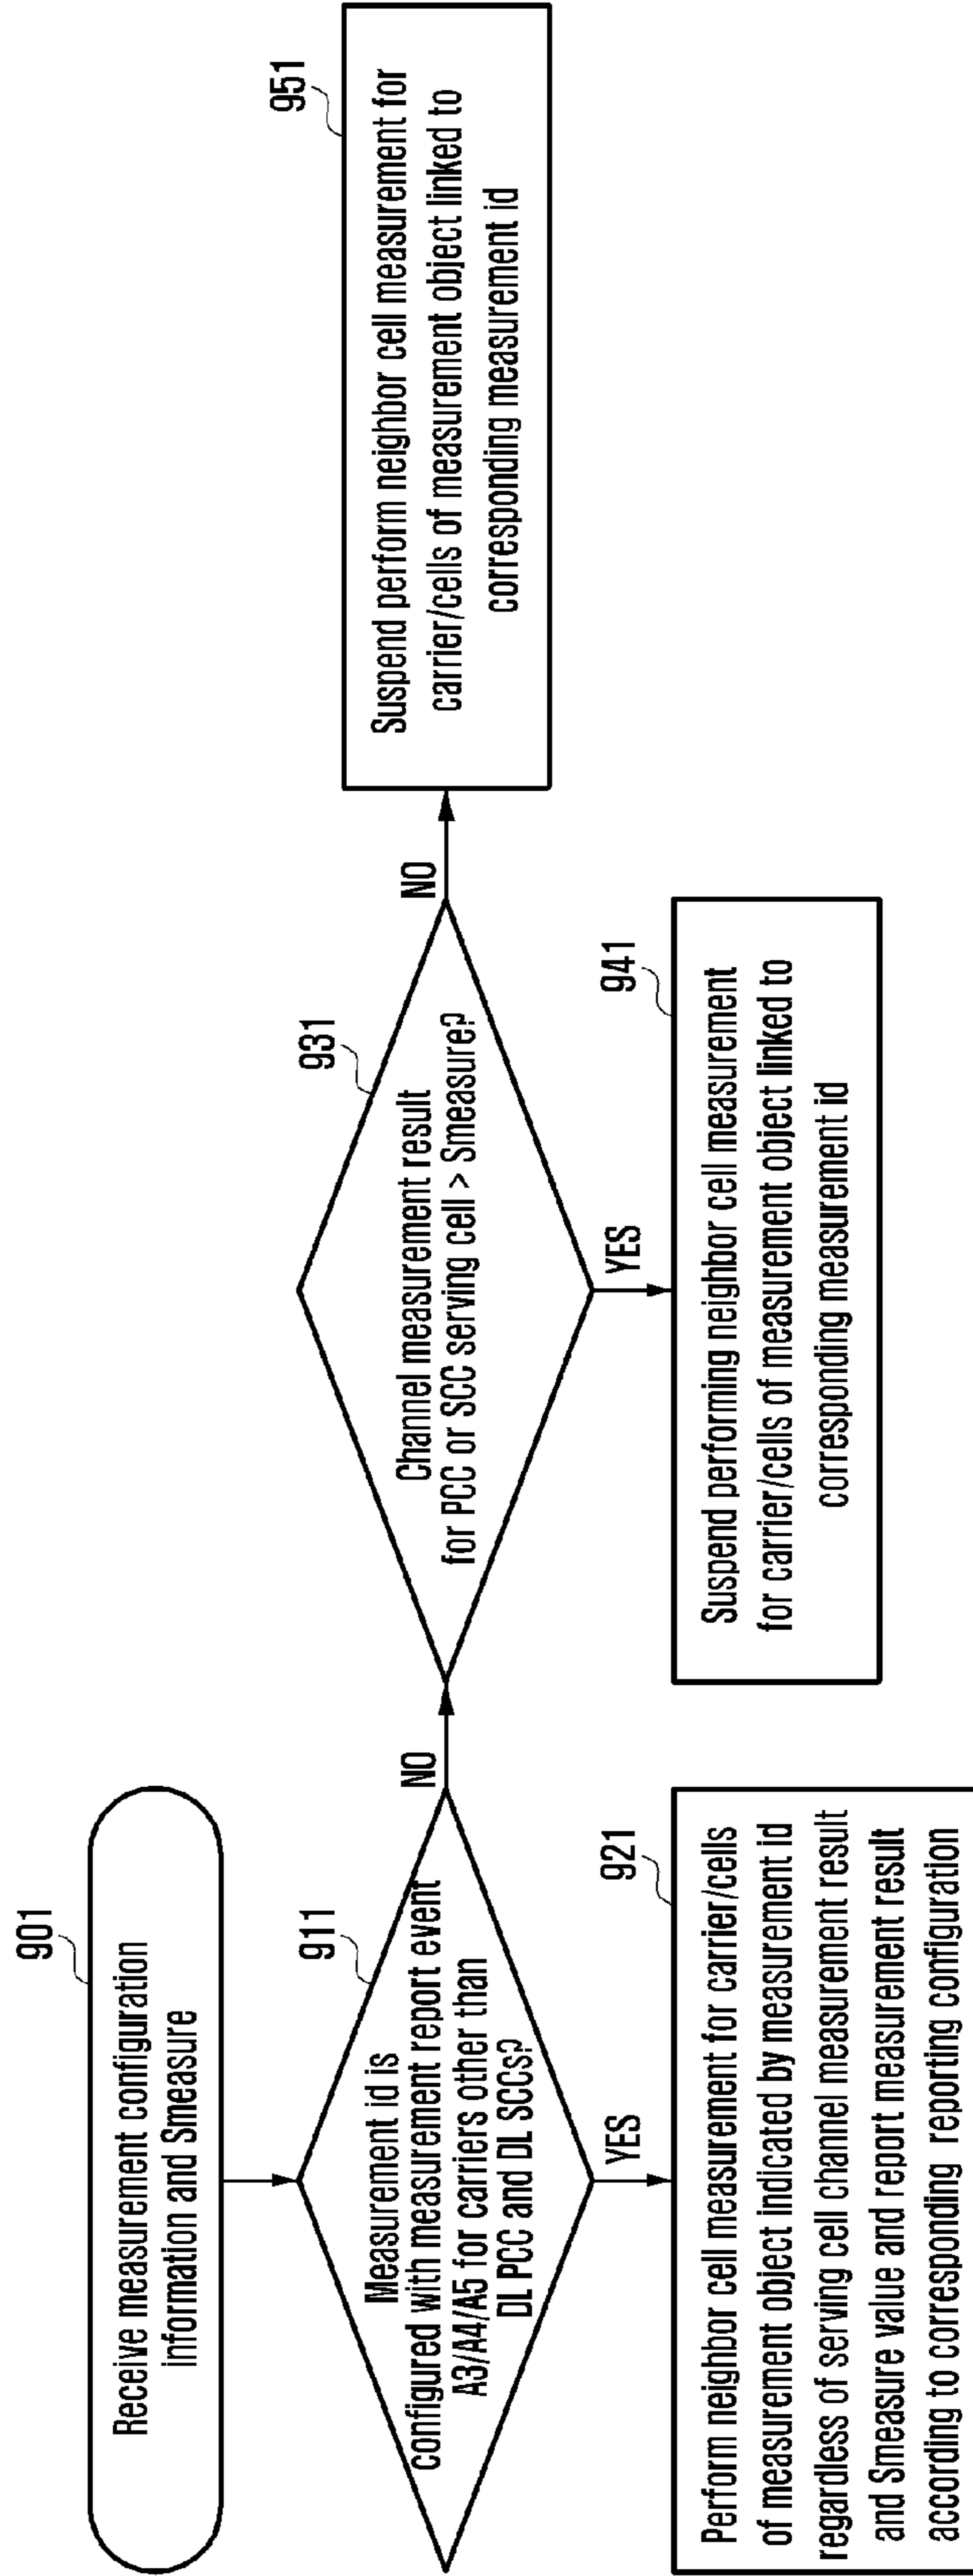 901
Receive measurement configuration
information and Smeasure
911
Measurement id is
configured with measurement report event
A3/A4/A5 for carriers other than
DL PCC and DL SCCs?
YES
NO
921
Perform neighbor cell measurement for carrier/cells
of measurement object indicated by measurement id
regardless of serving cell channel measurement result
and Smeasure value and report measurement result
according to corresponding reporting configuration
931
Channel measurement result
for PCC or SCC serving cell > Smeasure?
YES
NO
941
Suspend performing neighbor cell measurement
for carrier/cells of measurement object linked to
corresponding measurement id
951
Suspend perform neighbor cell measurement for
carrier/cells of measurement object linked to
corresponding measurement id